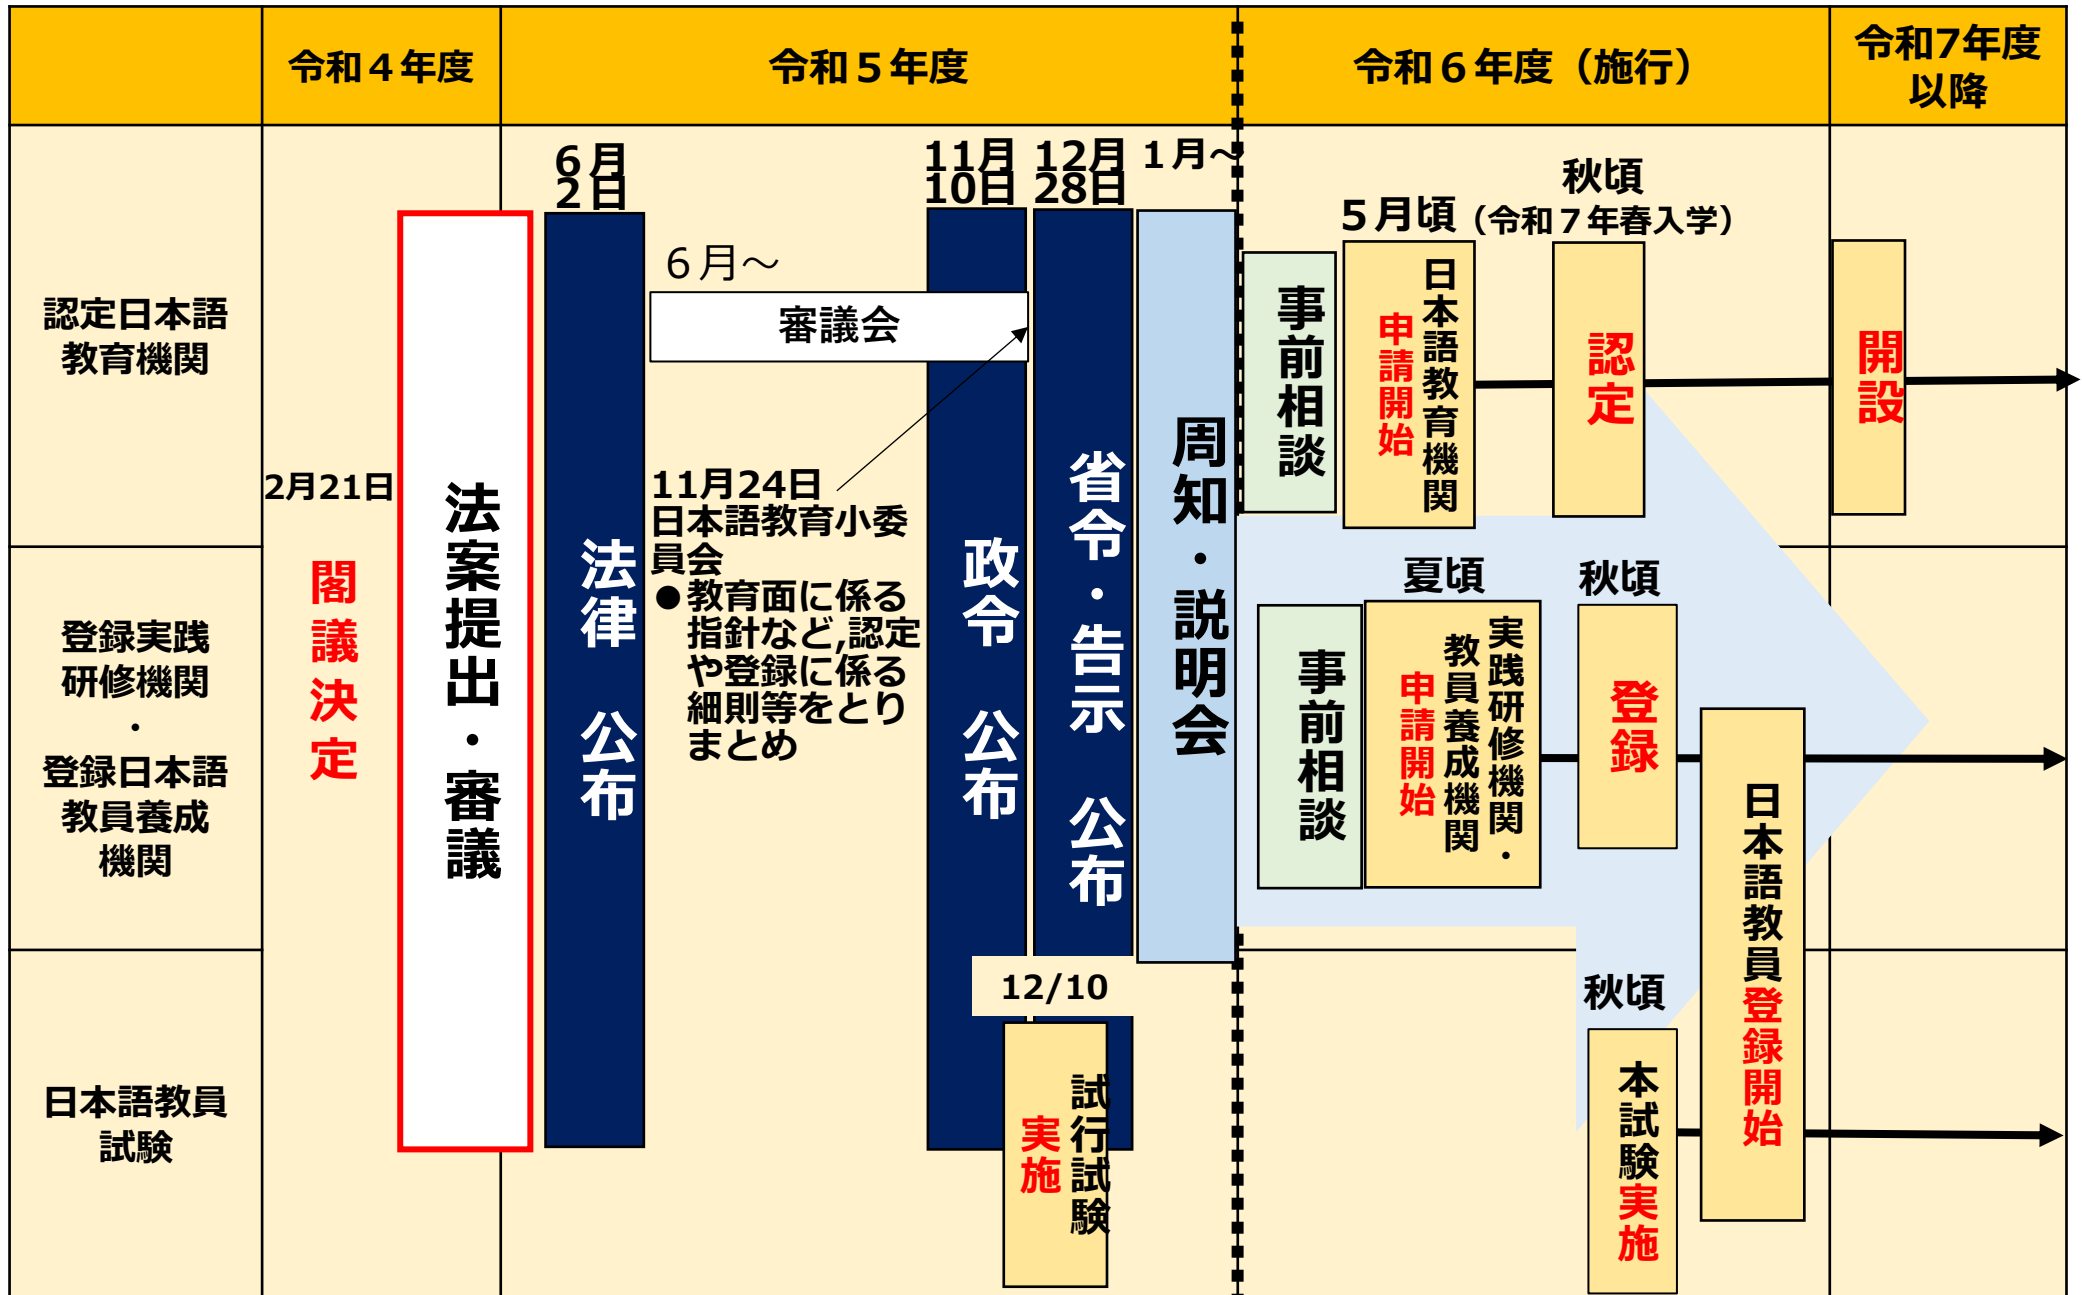 令和４年度
令和５年度
令和６年度（施行）
令和7年度
以降
認定日本語
教育機関
登録実践
研修機関
・
登録日本語
教員養成
機関
日本語教員
試験
2月21日
閣議決定
法案提出・審議
６月
２日
法律　公布
６月～
審議会
11月24日
日本語教育小委
員会
●教育面に係る
指針など,認定
や登録に係る
細則等をとり
まとめ
11月
10日
政令　公布
12月
28日
省令・告示　公布
１月～
周知・説明会
12/10
試行試験
実施
事前相談
５月頃
日本語教育機関
申請開始
秋頃
（令和７年春入学）
認定
開設
事前相談
夏頃
実践研修機関・
教員養成機関
申請開始
秋頃
登録
日本語教員登録開始
秋頃
本試験実施